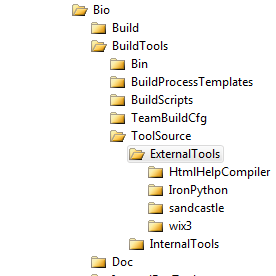 Bio
Build
BuildTools
Bin
BuildProcessTemplates
BuildScripts
TeamBuildCfg
ToolSource
ExternalTools
HtmlHelpCompiler
IronPython
sandcastle
wix3
InternalTools
Doc